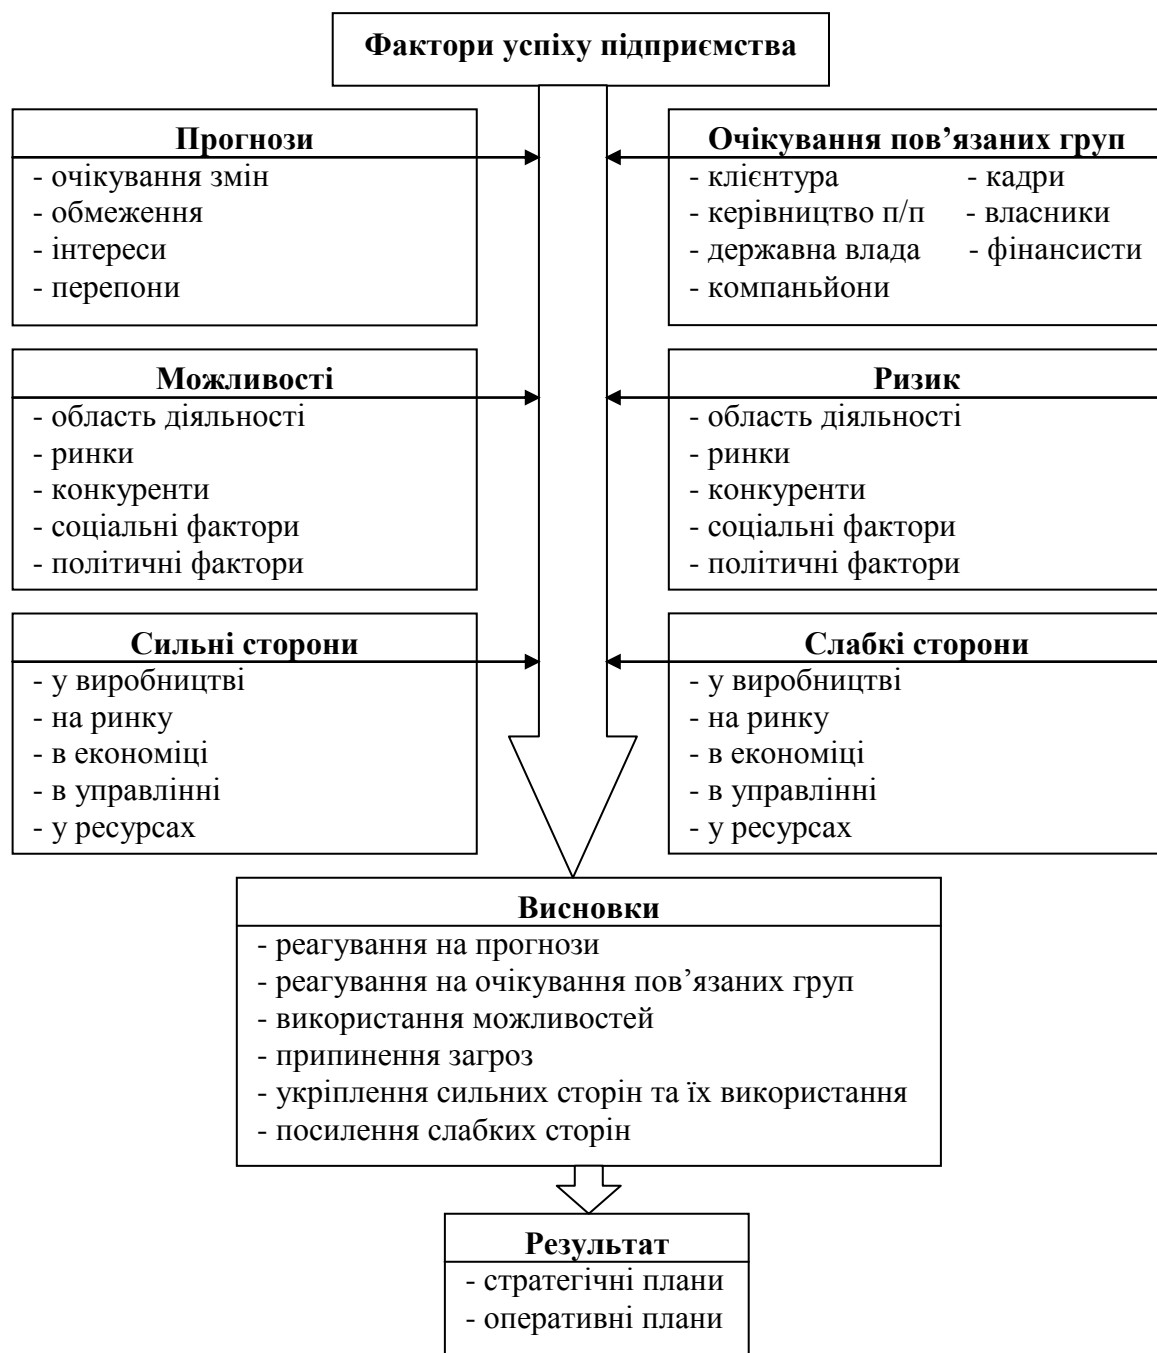 Фактори успіху підприємства
Прогнози
- очікування змін
- обмеження
- інтереси
- перепони
Очікування пов’язаних груп
- клієнтура - кадри
- керівництво п/п - власники
- державна влада - фінансисти
- компаньйони
Можливості
- область діяльності
- ринки
- конкуренти
- соціальні фактори
- політичні фактори
Ризик
- область діяльності
- ринки
- конкуренти
- соціальні фактори
- політичні фактори
Сильні сторони
- у виробництві
- на ринку
- в економіці
- в управлінні
- у ресурсах
Слабкі сторони
- у виробництві
- на ринку
- в економіці
- в управлінні
- у ресурсах
Висновки
- реагування на прогнози
- реагування на очікування пов’язаних груп
- використання можливостей
- припинення загроз
- укріплення сильних сторін та їх використання
- посилення слабких сторін
Результат
- стратегічні плани
- оперативні плани